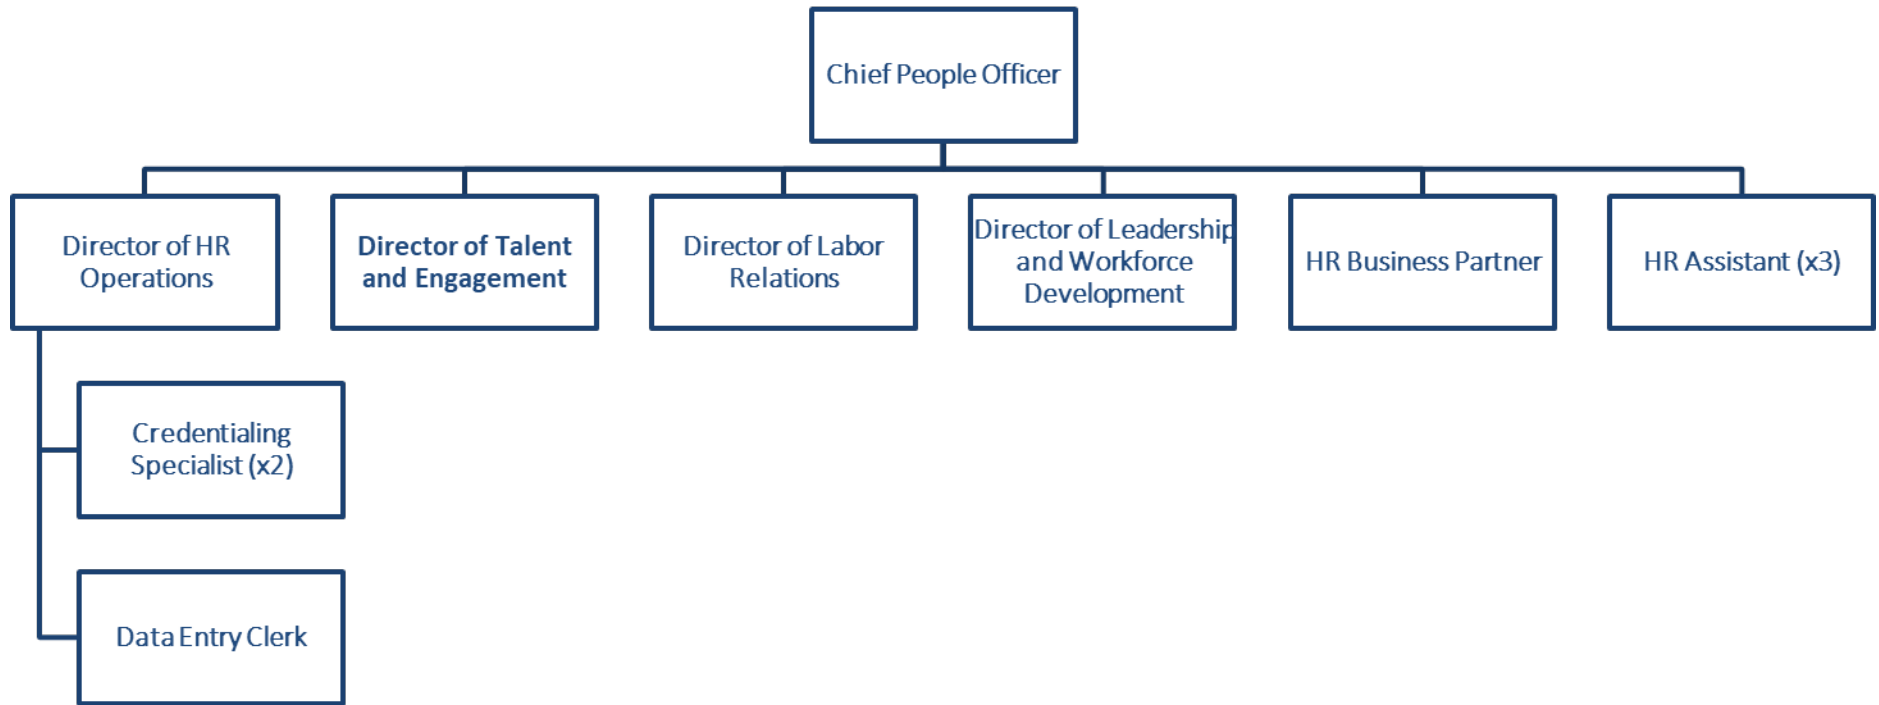 Chief People Officer
Director of HR
Operations
Director of Talent
and Engagement
Director of Labor
Relations
Director of Leadership
and Workforce
Development
HR Business Partner
HR Assistant (x3)
Credentialing
Specialist (x2)
Data Entry Clerk